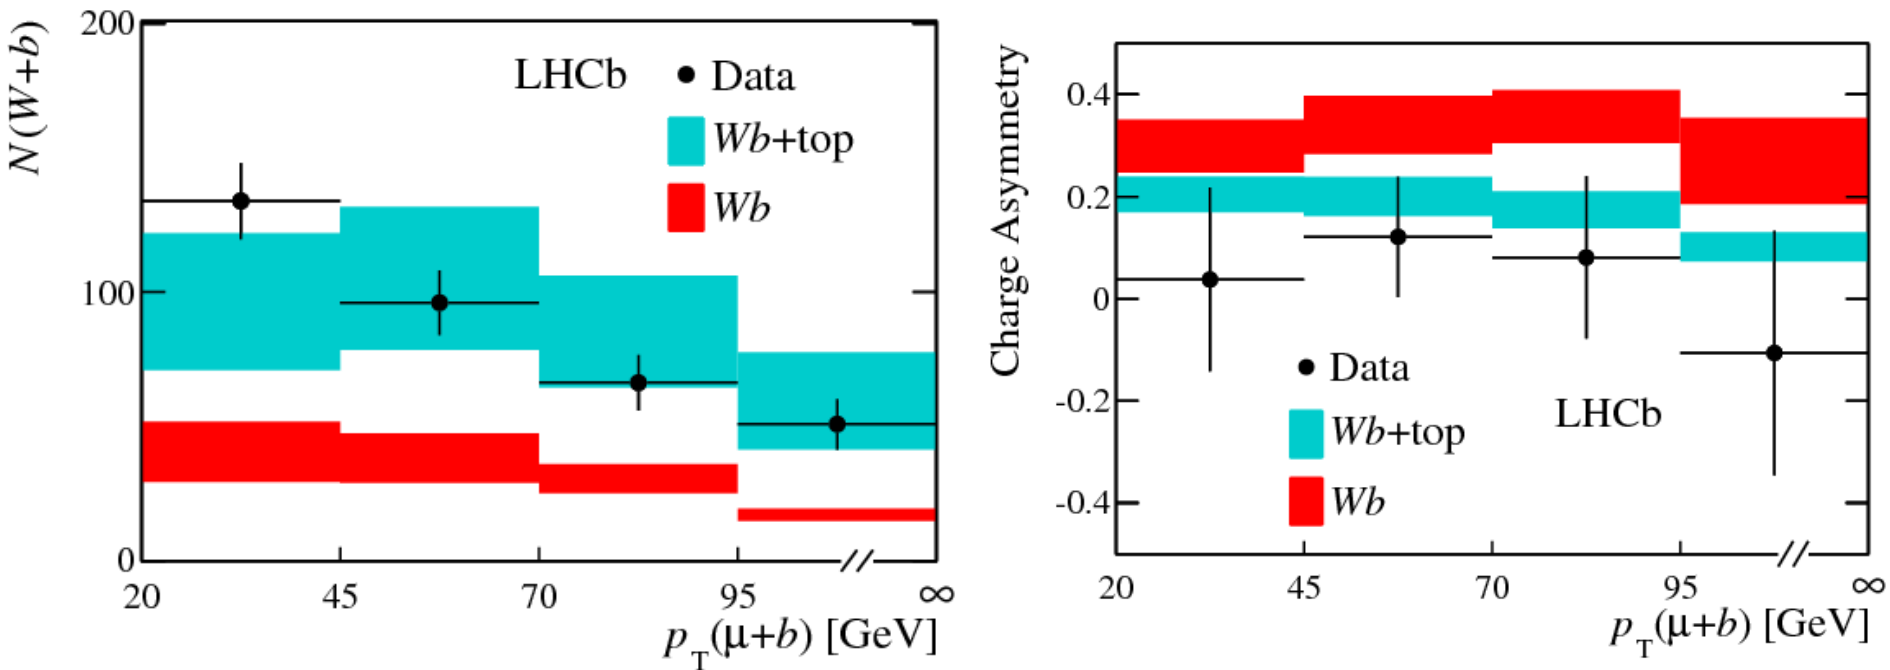 N(W+b)
200
100
0
LHCb
Data
Wb+top
Wb
20 45 70 95 ∞
pT(μ+b) [GeV]
Charge Asymmetry
0.4
0.2
0
-0.2
-0.4
Data
Wb+top
Wb
LHCb
20 45 70 95 ∞
pT(μ+b) [GeV]